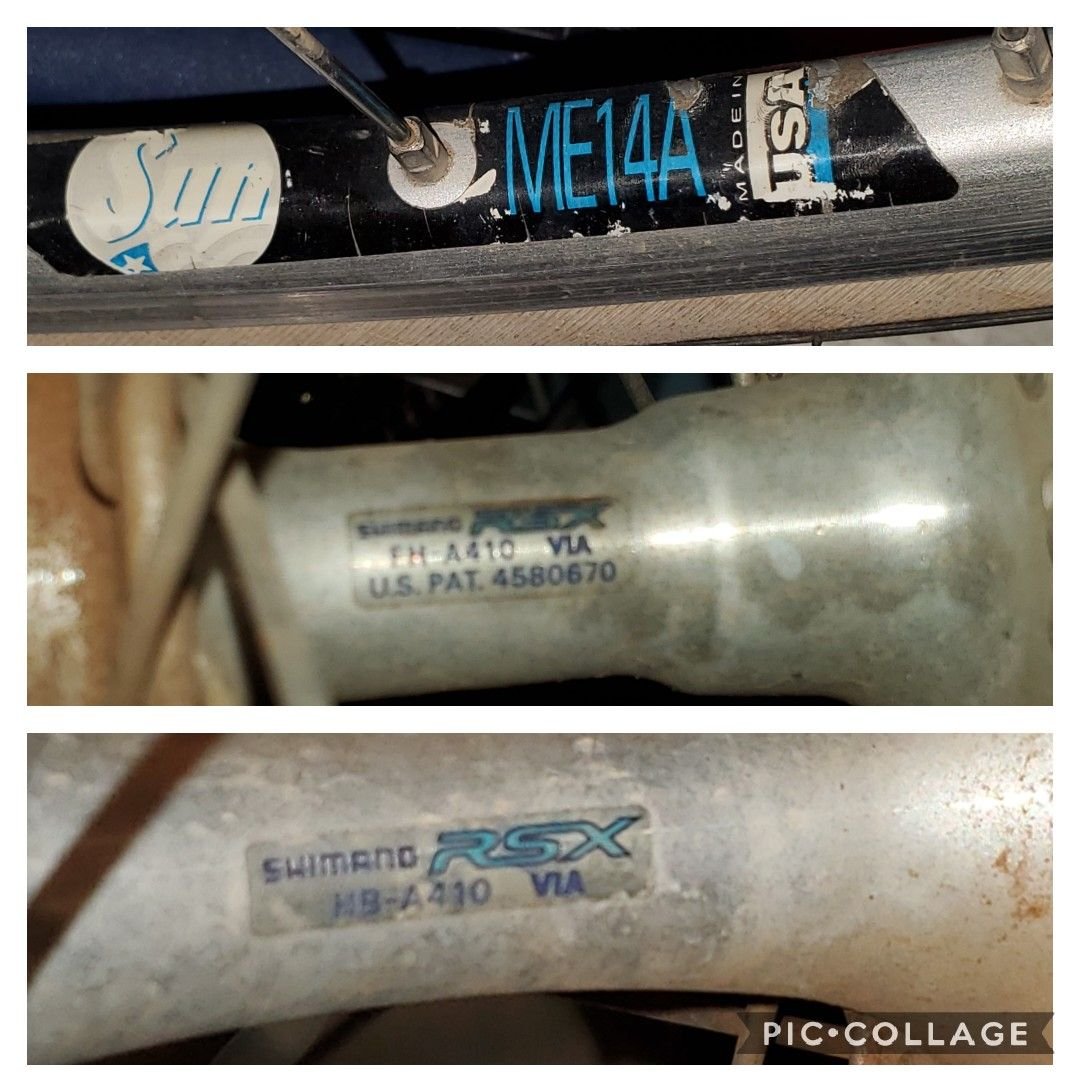 Sun ME14A MADE IN USA
SHIMANO RSX
FH-A410 VIA
U.S. PAT. 4580670
SHIMANO RSX
HB-A410 VIA
PIC•COLLAGE